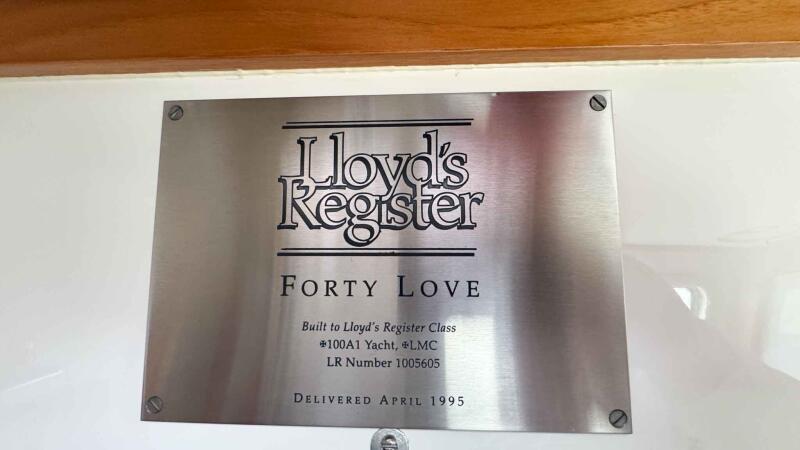 Lloyd's
Register
FORTY LOVE
Built to Lloyd's Register Class
✠100A1 Yacht, ✠LMC
LR Number 1005605
DELIVERED APRIL 1995